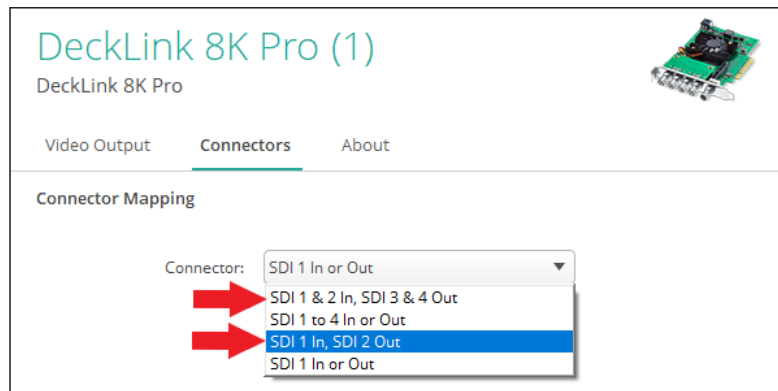 DeckLink 8K Pro (1)
DeckLink 8K Pro
Video Output Connectors About
Connector Mapping
Connector: SDI 1 In or Out
SDI 1 & 2 In, SDI 3 & 4 Out
SDI 1 to 4 In or Out
SDI 1 In, SDI 2 Out
SDI 1 In or Out